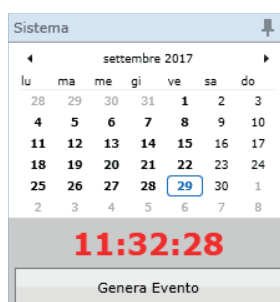 Sistema
settembre 2017
lu ma me gi ve sa do
28 29 30 31 1 2 3
4 5 6 7 8 9 10
11 12 13 14 15 16 17
18 19 20 21 22 23 24
25 26 27 28 29 30 1
2 3 4 5 6 7 8
11:32:28
Genera Evento